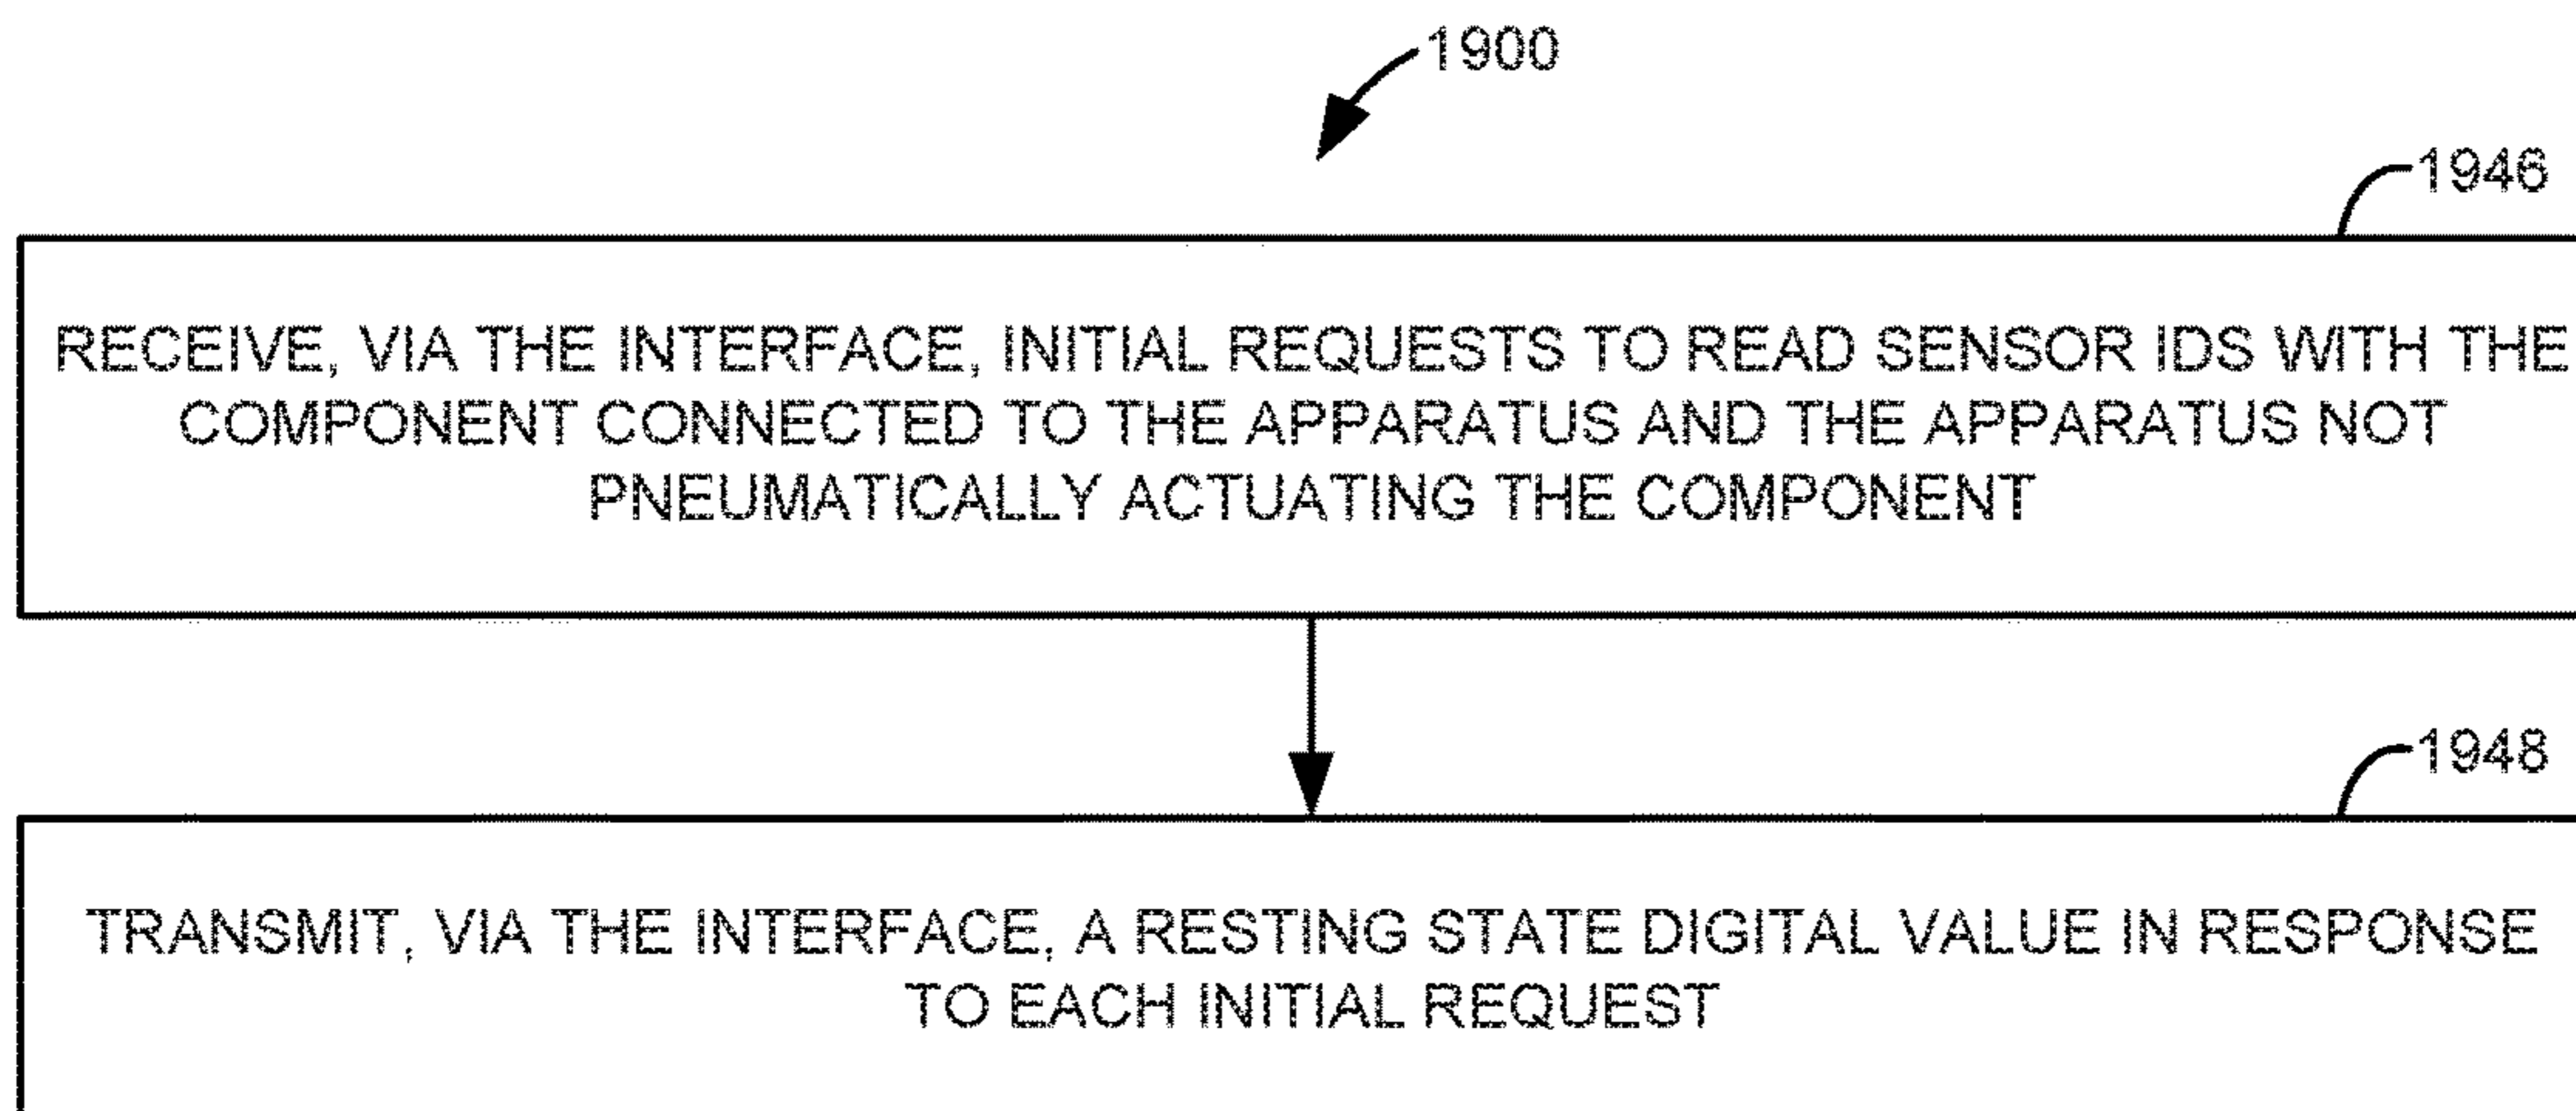 1900
1946
RECEIVE, VIA THE INTERFACE, INITIAL REQUESTS TO READ SENSOR IDS WITH THE
COMPONENT CONNECTED TO THE APPARATUS AND THE APPARATUS NOT
PNEUMATICALLY ACTUATING THE COMPONENT
1948
TRANSMIT, VIA THE INTERFACE, A RESTING STATE DIGITAL VALUE IN RESPONSE
TO EACH INITIAL REQUEST